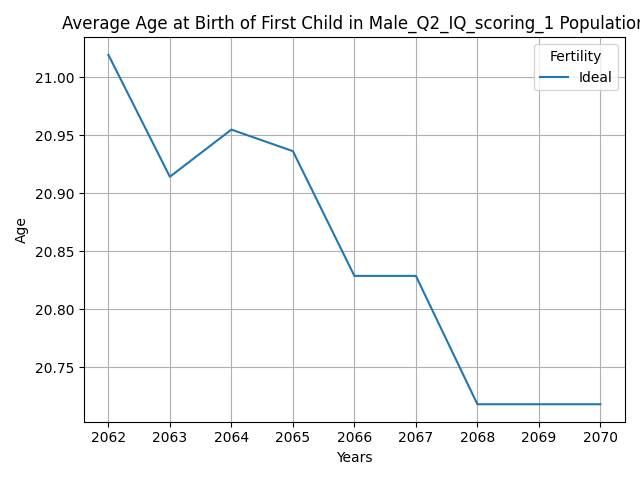 Average Age at Birth of First Child in Male_Q2_IQ_scoring_1 Population
Fertility
Ideal
21.00
20.95
20.90
20.85
20.80
20.75
Age
2062 2063 2064 2065 2066 2067 2068 2069 2070
Years